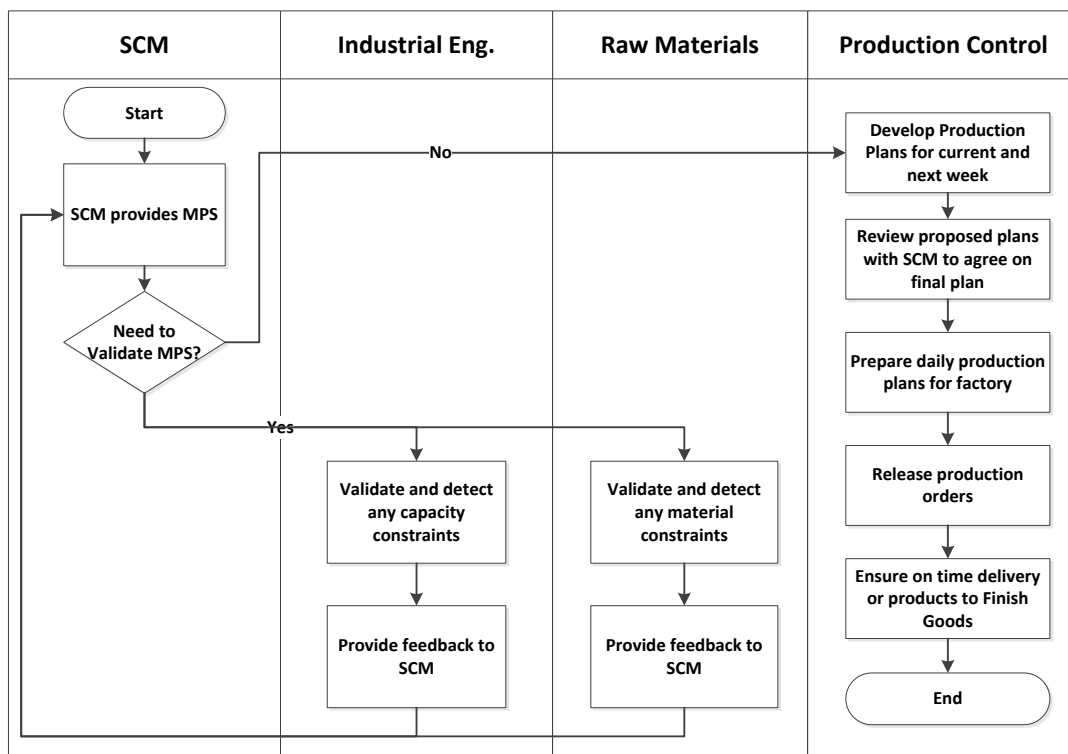 SCM
Industrial Eng.
Raw Materials
Production Control
Start
SCM provides MPS
Need to
Validate MPS?
No
Yes
Validate and detect
any capacity
constraints
Provide feedback to
SCM
Validate and detect
any material
constraints
Provide feedback to
SCM
Develop Production
Plans for current and
next week
Review proposed plans
with SCM to agree on
final plan
Prepare daily production
plans for factory
Release production
orders
Ensure on time delivery
or products to Finish
Goods
End